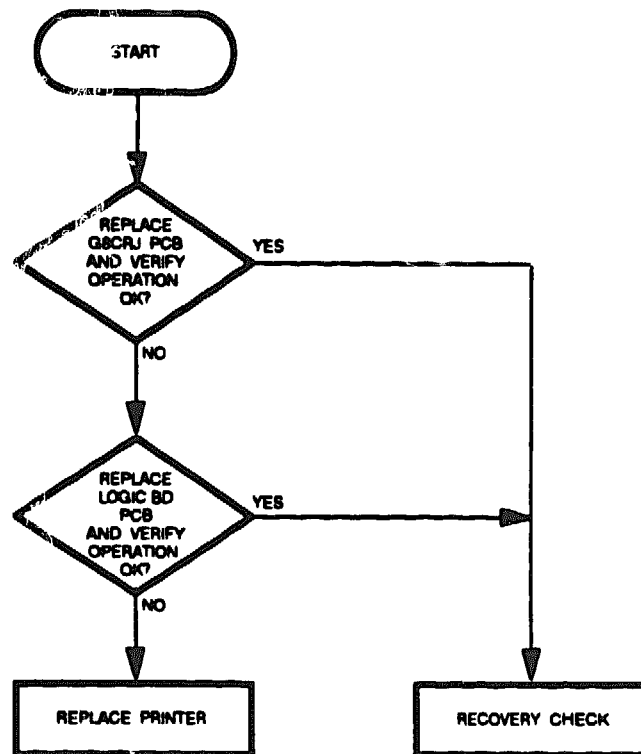 START
REPLACE
G8CRJ PCB
AND VERIFY
OPERATION
OK?
YES
NO
REPLACE
LOGIC BD
PCB
AND VERIFY
OPERATION
OK?
YES
NO
REPLACE PRINTER
RECOVERY CHECK